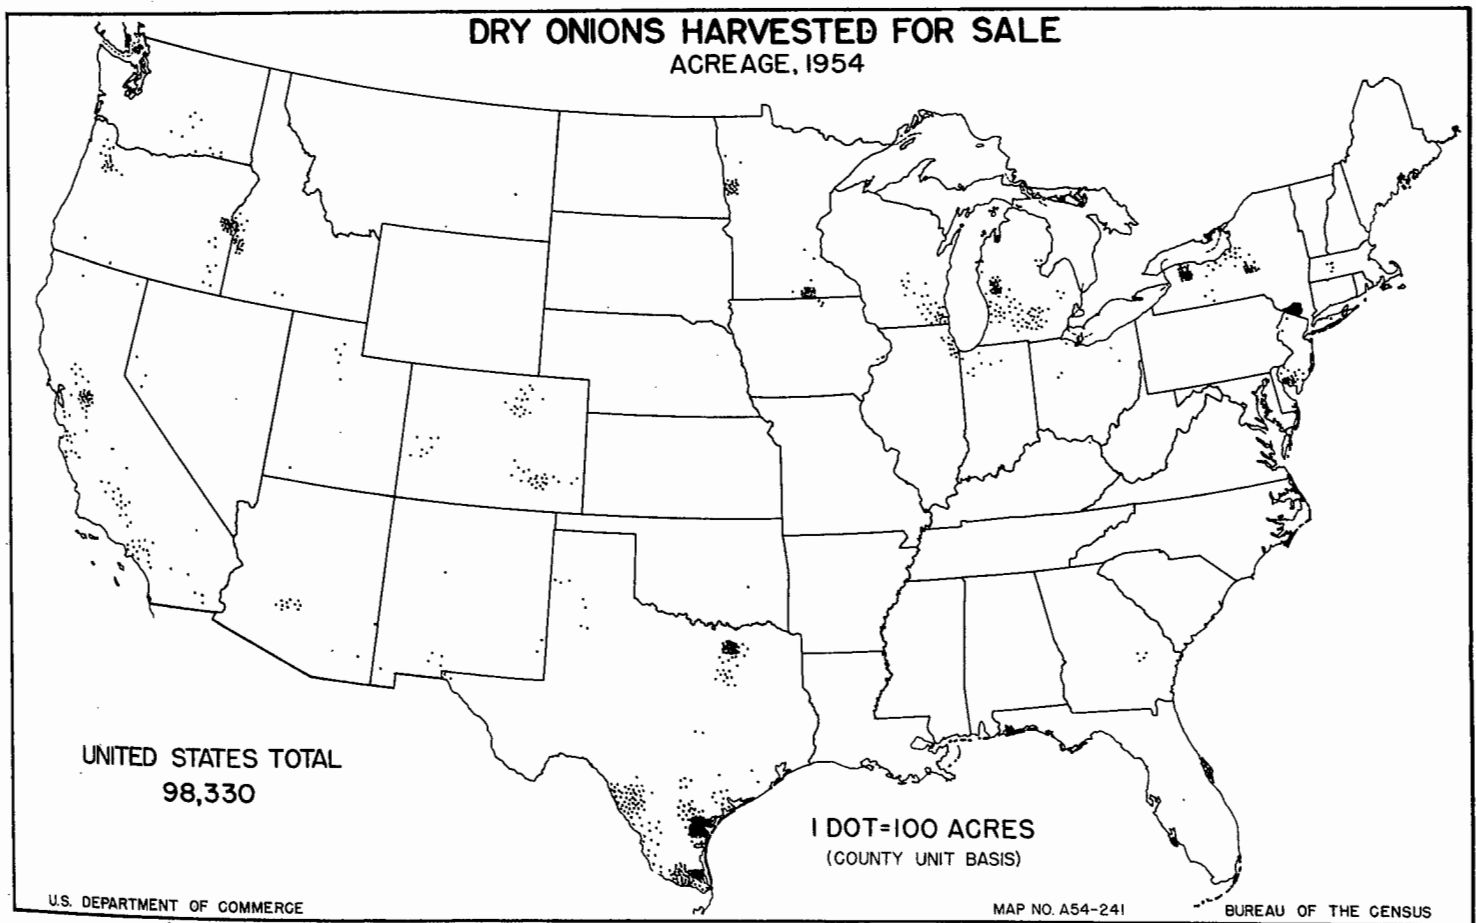 DRY ONIONS HARVESTED FOR SALE
ACREAGE, 1954
UNITED STATES TOTAL
98,330
1 DOT=100 ACRES
(COUNTY UNIT BASIS)
U.S. DEPARTMENT OF COMMERCE
MAP NO. A54-241
BUREAU OF THE CENSUS